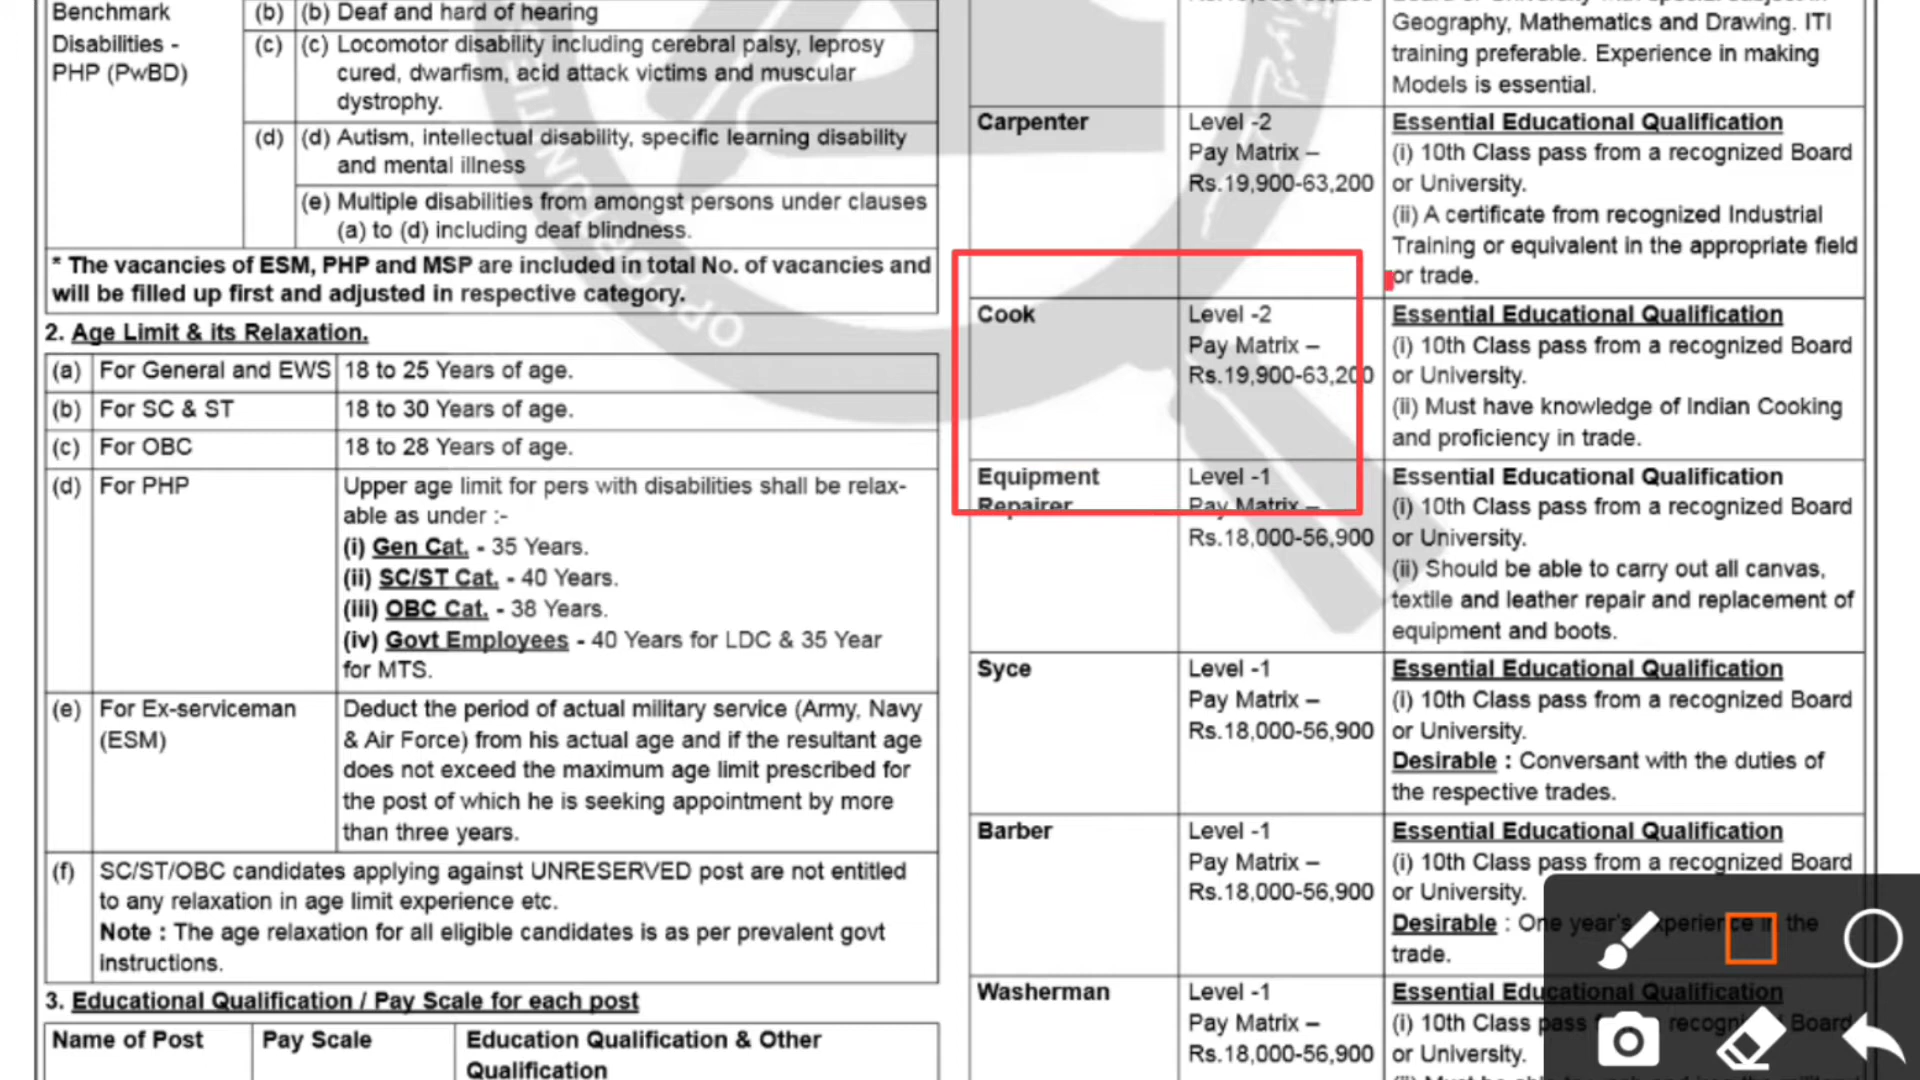 Benchmark
Disabilities -
PHP (PwBD)
(b) (b) Deaf and hard of hearing
(c) (c) Locomotor disability including cerebral palsy, leprosy
cured, dwarfism, acid attack victims and muscular
dystrophy.
(d) (d) Autism, intellectual disability, specific learning disability
and mental illness
(e) Multiple disabilities from amongst persons under clauses
(a) to (d) including deaf blindness.
* The vacancies of ESM, PHP and MSP are included in total No. of vacancies and
will be filled up first and adjusted in respective category.
2. Age Limit & its Relaxation.
(a) For General and EWS 18 to 25 Years of age.
(b) For SC & ST 18 to 30 Years of age.
(c) For OBC 18 to 28 Years of age.
(d) For PHP Upper age limit for pers with disabilities shall be relax-
able as under :-
(i) Gen Cat. - 35 Years.
(ii) SC/ST Cat. - 40 Years.
(iii) OBC Cat. - 38 Years.
(iv) Govt Employees - 40 Years for LDC & 35 Year
for MTS.
(e) For Ex-serviceman
(ESM)
Deduct the period of actual military service (Army, Navy
& Air Force) from his actual age and if the resultant age
does not exceed the maximum age limit prescribed for
the post of which he is seeking appointment by more
than three years.
(f) SC/ST/OBC candidates applying against UNRESERVED post are not entitled
to any relaxation in age limit experience etc.
Note : The age relaxation for all eligible candidates is as per prevalent govt
instructions.
3. Educational Qualification / Pay Scale for each post
Name of Post Pay Scale Education Qualification & Other
Qualification
Geography, Mathematics and Drawing. ITI
training preferable. Experience in making
Models is essential.
Carpenter
Level -2
Pay Matrix –
Rs.19,900-63,200
Essential Educational Qualification
(i) 10th Class pass from a recognized Board
or University.
(ii) A certificate from recognized Industrial
Training or equivalent in the appropriate field
or trade.
Cook
Level -2
Pay Matrix –
Rs.19,900-63,200
Essential Educational Qualification
(i) 10th Class pass from a recognized Board
or University.
(ii) Must have knowledge of Indian Cooking
and proficiency in trade.
Equipment
Repairer
Level -1
Pay Matrix –
Rs.18,000-56,900
Essential Educational Qualification
(i) 10th Class pass from a recognized Board
or University.
(ii) Should be able to carry out all canvas,
textile and leather repair and replacement of
equipment and boots.
Syce
Level -1
Pay Matrix –
Rs.18,000-56,900
Essential Educational Qualification
(i) 10th Class pass from a recognized Board
or University.
Desirable : Conversant with the duties of
the respective trades.
Barber
Level -1
Pay Matrix –
Rs.18,000-56,900
Essential Educational Qualification
(i) 10th Class pass from a recognized Board
or University.
Desirable : One year's experience in the
trade.
Washerman
Level -1
Pay Matrix –
Rs.18,000-56,900
Essential Educational Qualification
(i) 10th Class pass recognized Board
or University.